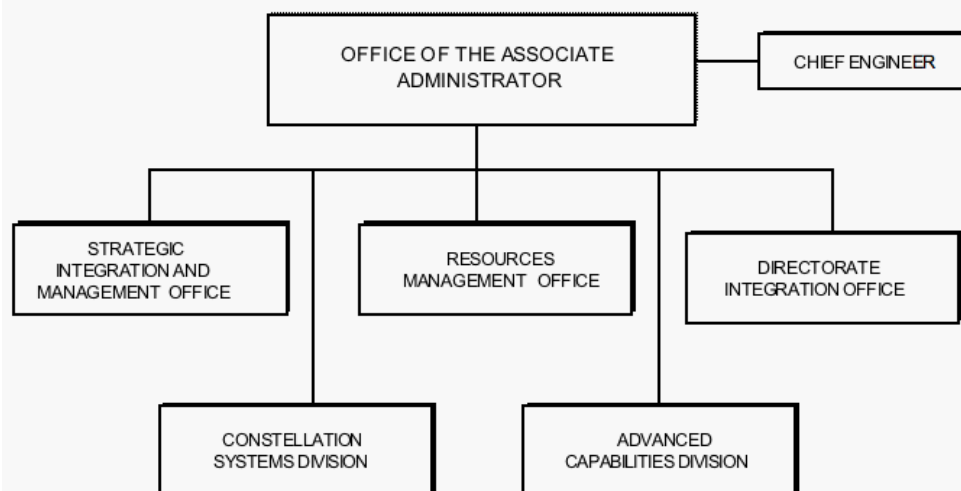 OFFICE OF THE ASSOCIATE
ADMINISTRATOR
CHIEF ENGINEER
STRATEGIC
INTEGRATION AND
MANAGEMENT OFFICE
RESOURCES
MANAGEMENT OFFICE
DIRECTORATE
INTEGRATION OFFICE
CONSTELLATION
SYSTEMS DIVISION
ADVANCED
CAPABILITIES DIVISION